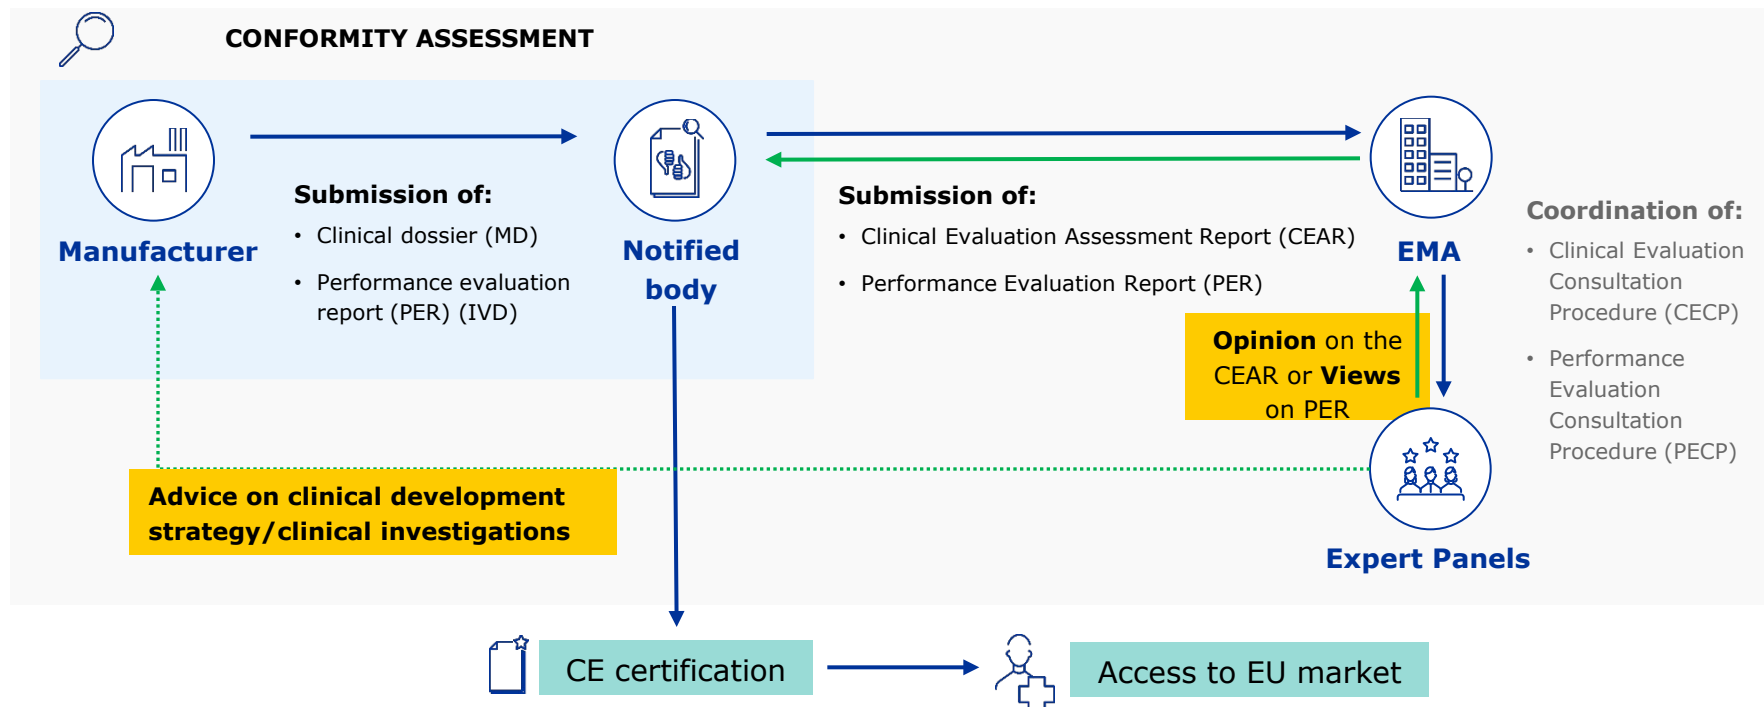 CONFORMITY ASSESSMENT
Manufacturer
Submission of:
• Clinical dossier (MD)
• Performance evaluation
report (PER) (IVD)
Notified
body
Submission of:
• Clinical Evaluation Assessment Report (CEAR)
• Performance Evaluation Report (PER)
EMA
Coordination of:
• Clinical Evaluation
Consultation
Procedure (CECP)
• Performance
Evaluation
Consultation
Procedure (PECP)
Opinion on the
CEAR or Views
on PER
Advice on clinical development
strategy/clinical investigations
Expert Panels
CE certification
Access to EU market